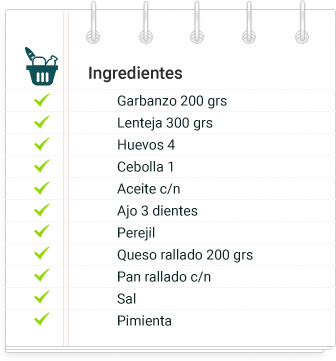 Ingredientes
Garbanzo 200 grs
Lenteja 300 grs
Huevos 4
Cebolla 1
Aceite c/n
Ajo 3 dientes
Perejil
Queso rallado 200 grs
Pan rallado c/n
Sal
Pimienta